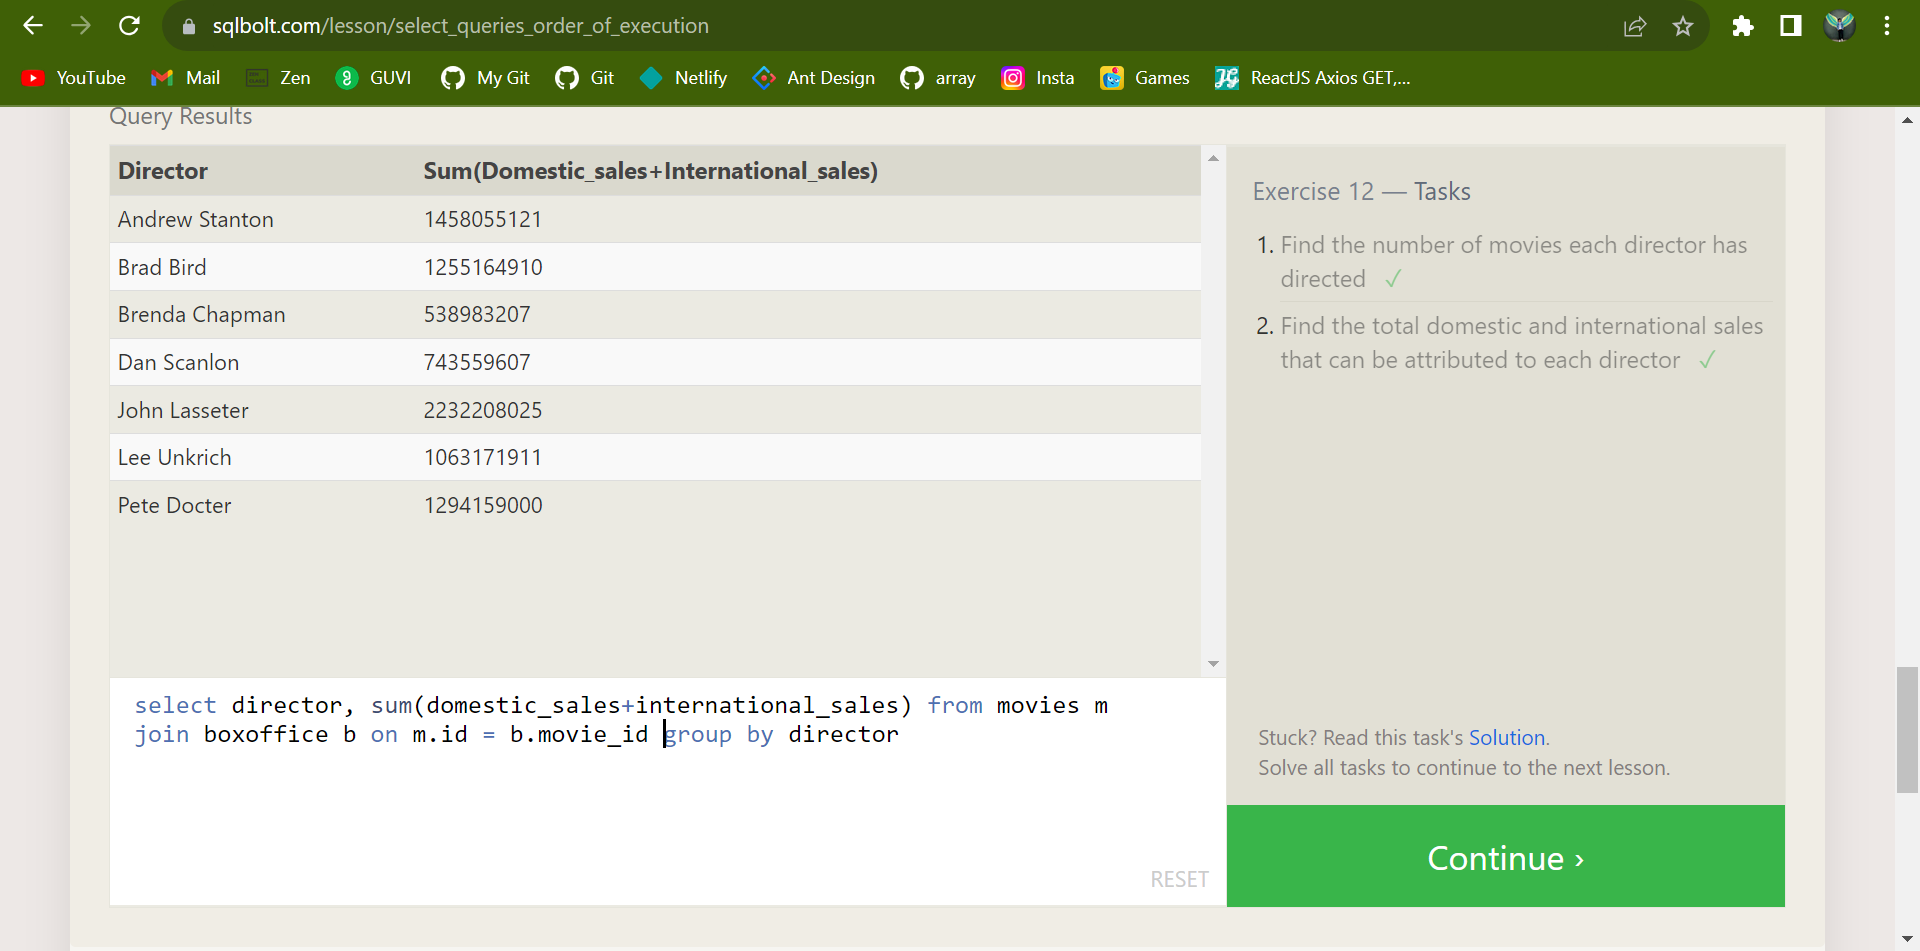 sqlbolt.com/lesson/select_queries_order_of_execution
YouTube Mail Zen GUVI My Git Git Netlify Ant Design array Insta Games ReactJS Axios GET,...
Query Results
Director Sum(Domestic_sales+International_sales)
Andrew Stanton 1458055121
Brad Bird 1255164910
Brenda Chapman 538983207
Dan Scanlon 743559607
John Lasseter 2232208025
Lee Unkrich 1063171911
Pete Docter 1294159000
select director, sum(domestic_sales+international_sales) from movies m
join boxoffice b on m.id = b.movie_id group by director
RESET
Exercise 12 — Tasks
1. Find the number of movies each director has
directed ✓
2. Find the total domestic and international sales
that can be attributed to each director ✓
Stuck? Read this task's Solution.
Solve all tasks to continue to the next lesson.
Continue ›